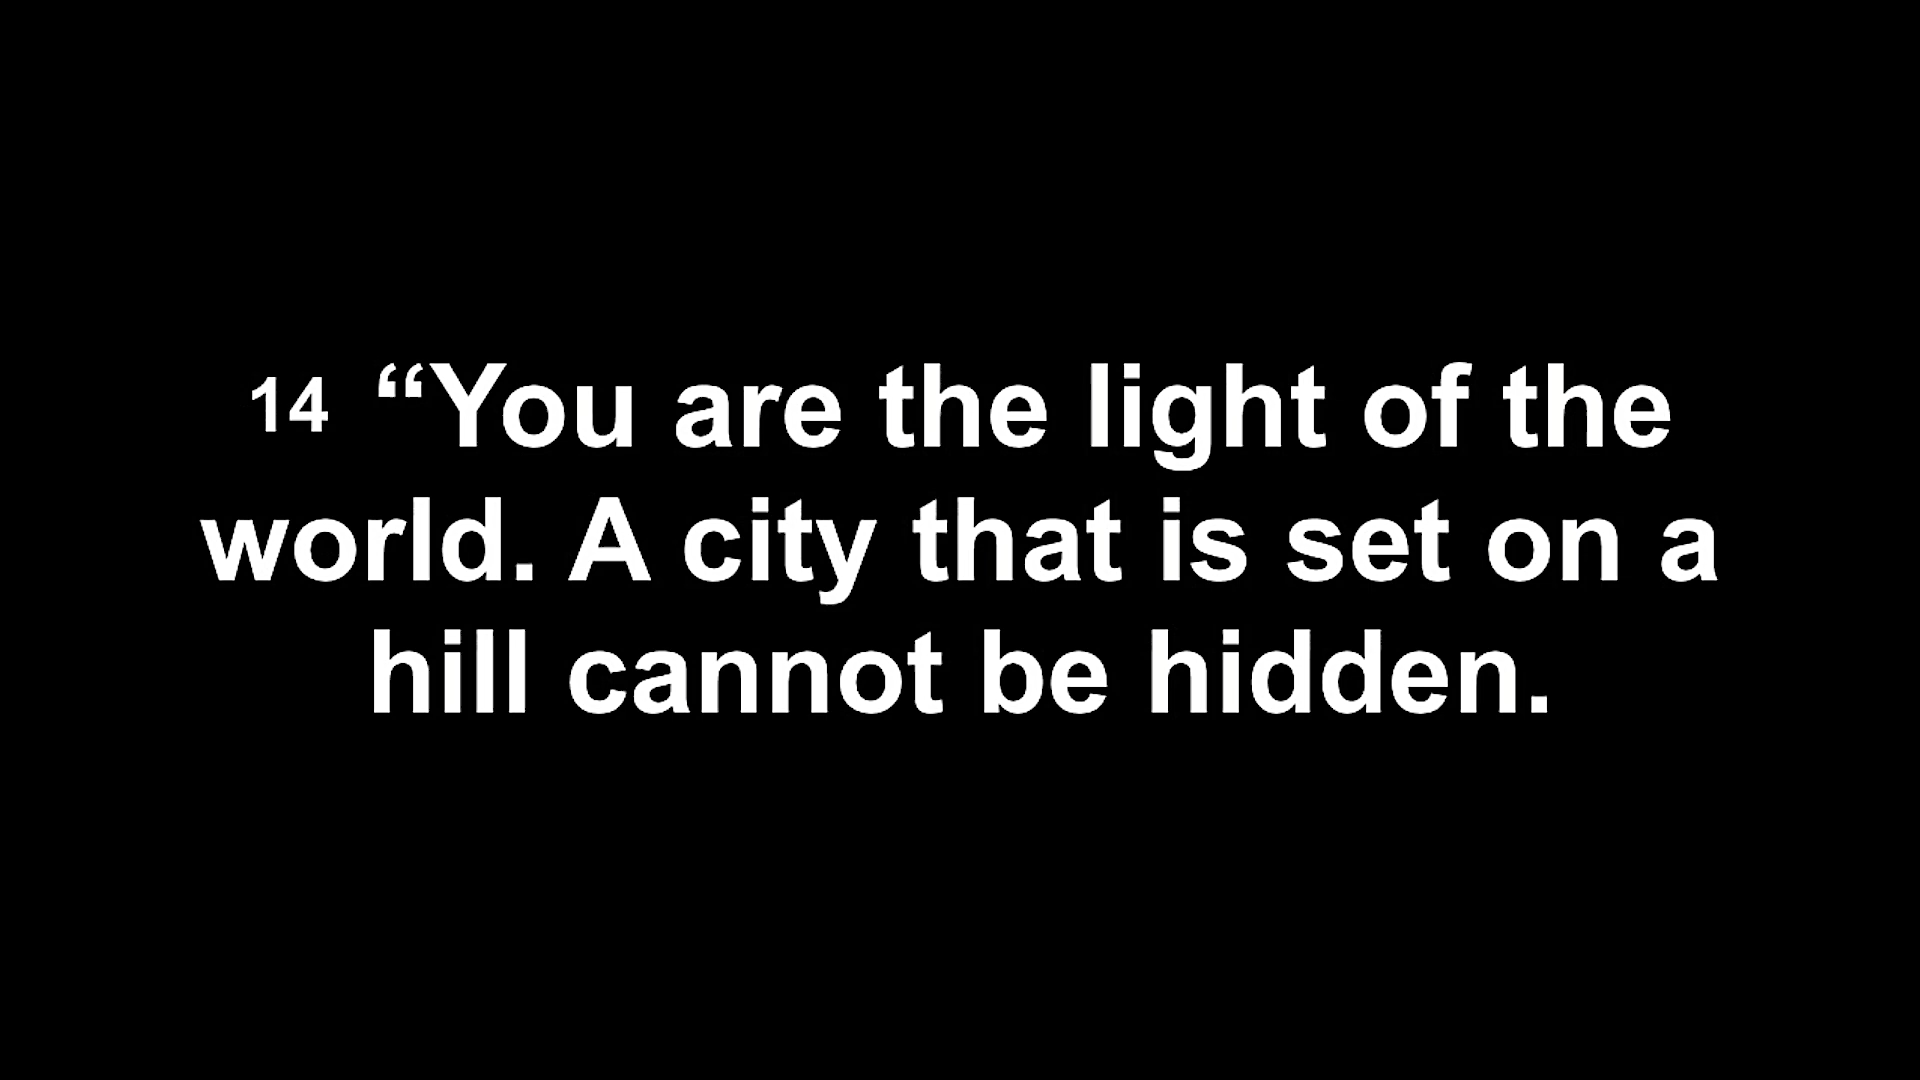 14 “You are the light of the
world. A city that is set on a
hill cannot be hidden.